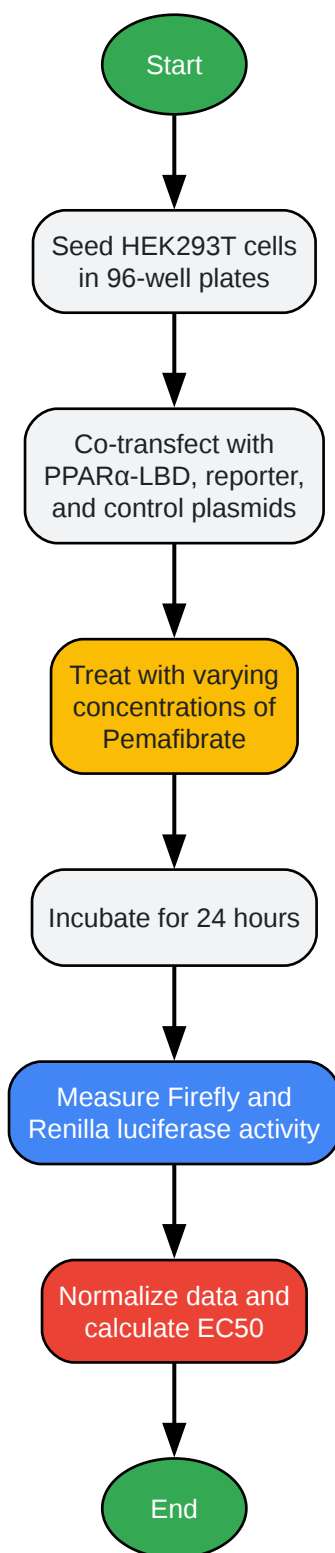 Start
Seed HEK293T cells
in 96-well plates
Co-transfect with
PPARα-LBD, reporter,
and control plasmids
Treat with varying
concentrations of
Pemafibrate
Incubate for 24 hours
Measure Firefly and
Renilla luciferase activity
Normalize data and
calculate EC50
End